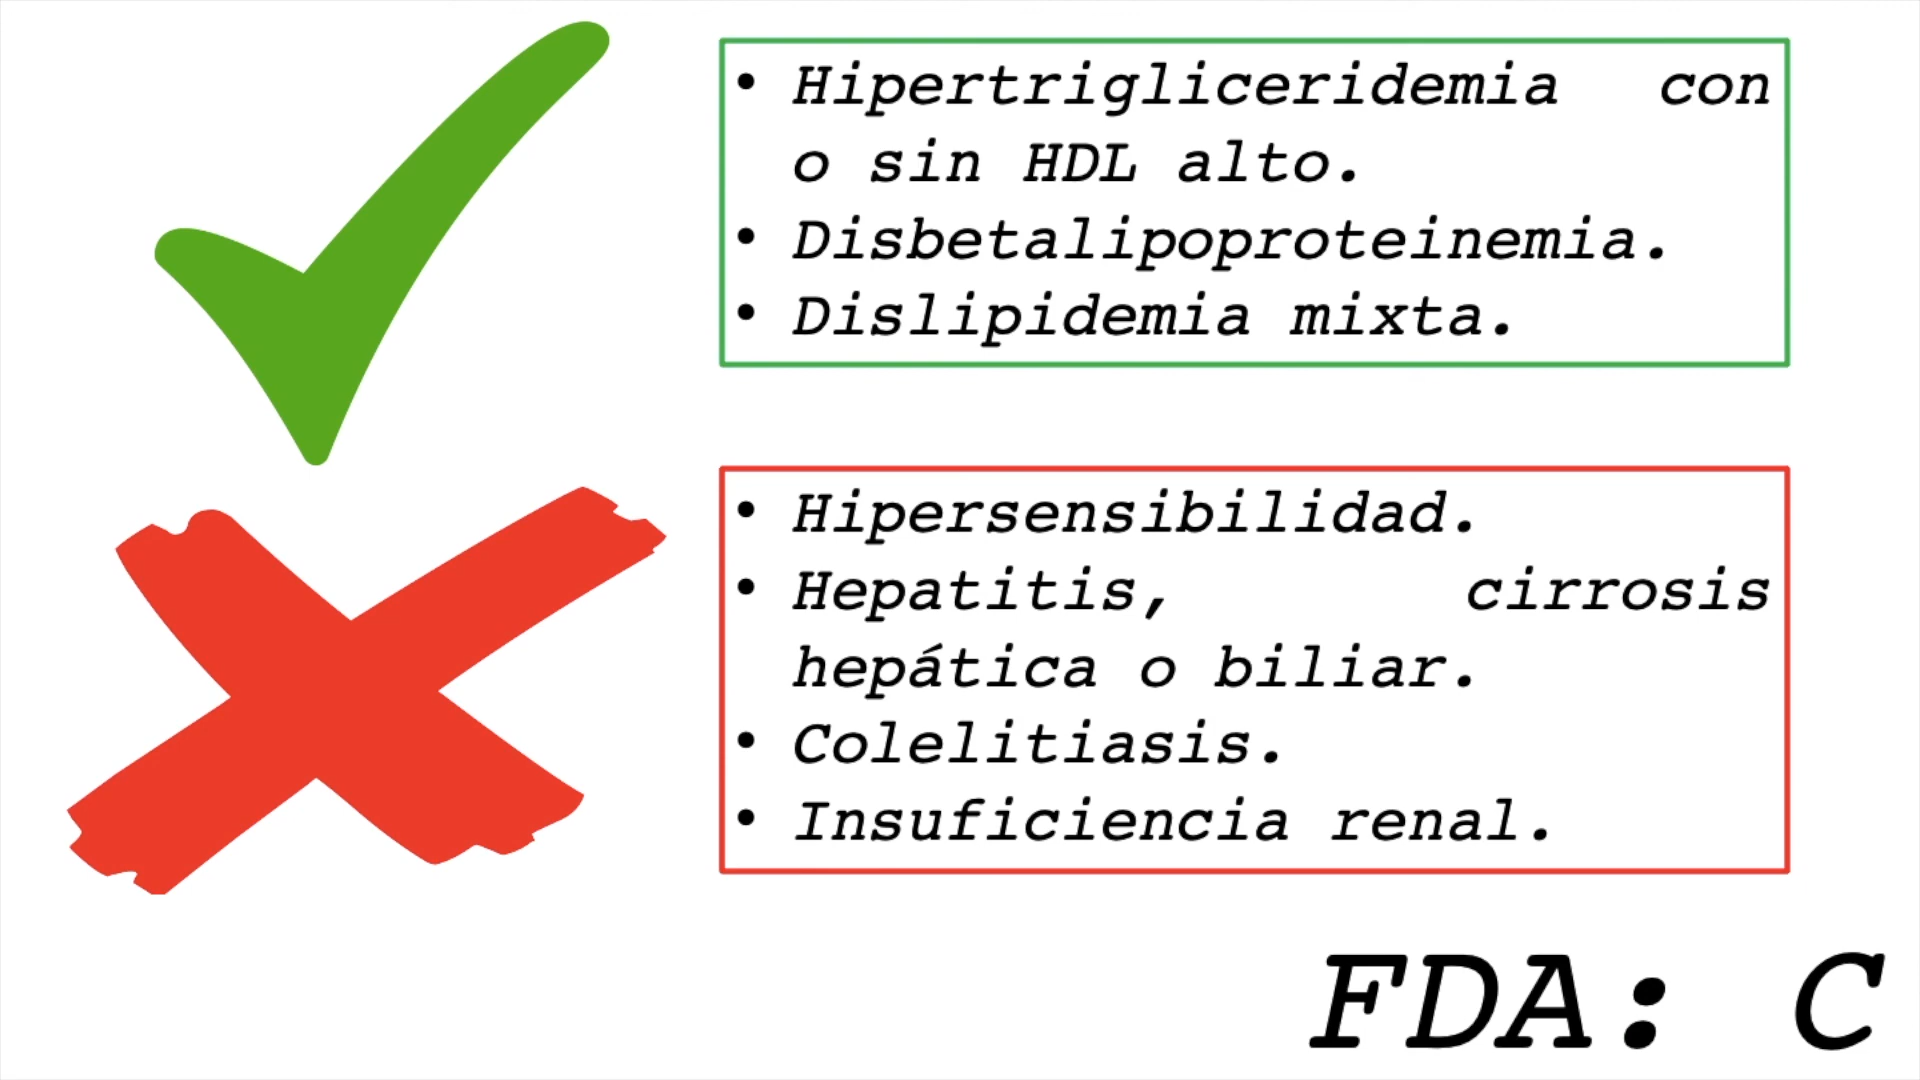 • Hipertrigliceridemia con
o sin HDL alto.
• Disbetalipoproteinemia.
• Dislipidemia mixta.
• Hipersensibilidad.
• Hepatitis, cirrosis
hepática o biliar.
• Colelitiasis.
• Insuficiencia renal.
FDA: C